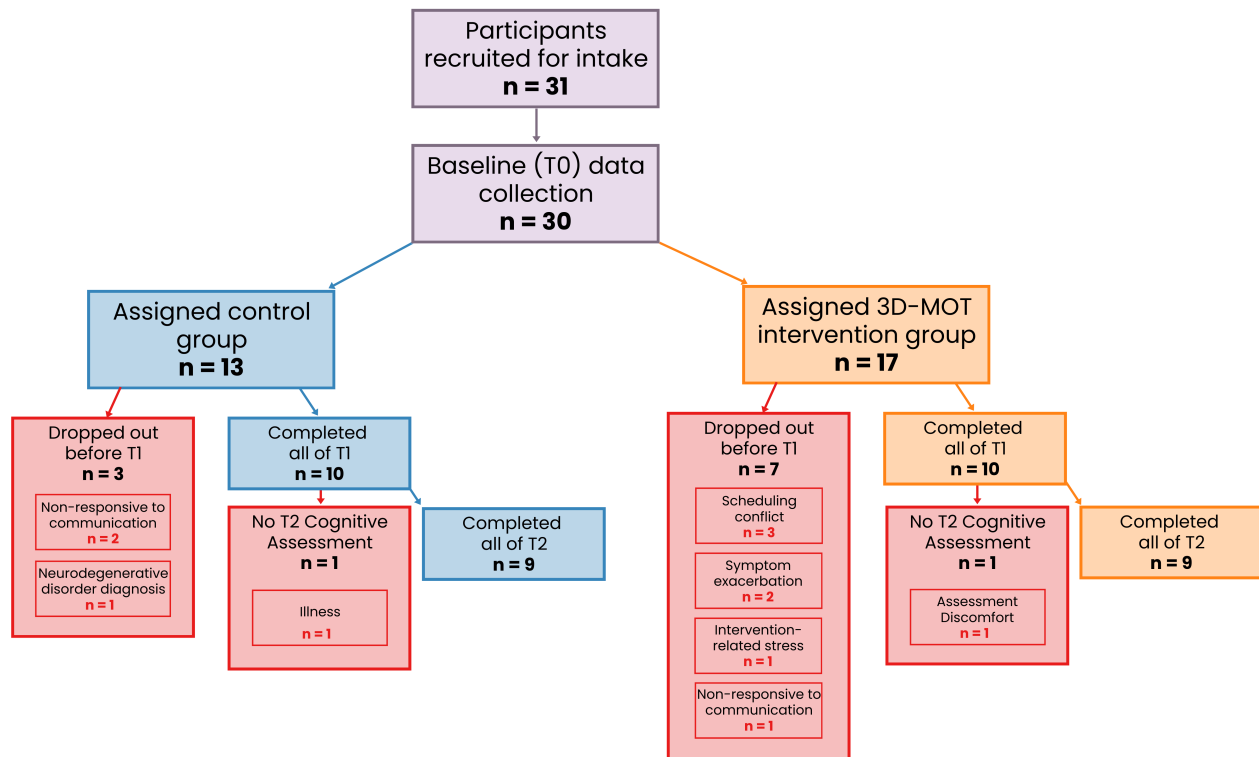 Participants
recruited for intake
n = 31
Baseline (T0) data
collection
n = 30
Assigned control
group
n = 13
Assigned 3D-MOT
intervention group
n = 17
Dropped out
before T1
n = 3
Non-responsive to
communication
n = 2
Neurodegenerative
disorder diagnosis
n = 1
Completed
all of T1
n = 10
No T2 Cognitive
Assessment
n = 1
Illness
n = 1
Completed
all of T2
n = 9
Dropped out
before T1
n = 7
Scheduling
conflict
n = 3
Symptom
exacerbation
n = 2
Intervention-
related stress
n = 1
Non-responsive to
communication
n = 1
Completed
all of T1
n = 10
No T2 Cognitive
Assessment
n = 1
Assessment
Discomfort
n = 1
Completed
all of T2
n = 9